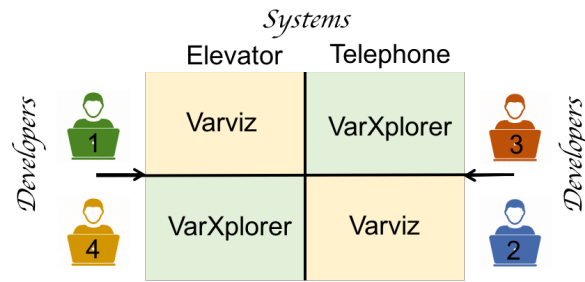 Systems
Elevator Telephone
Developers
1
Varviz
VarXplorer
3
Developers
4
VarXplorer
Varviz
2